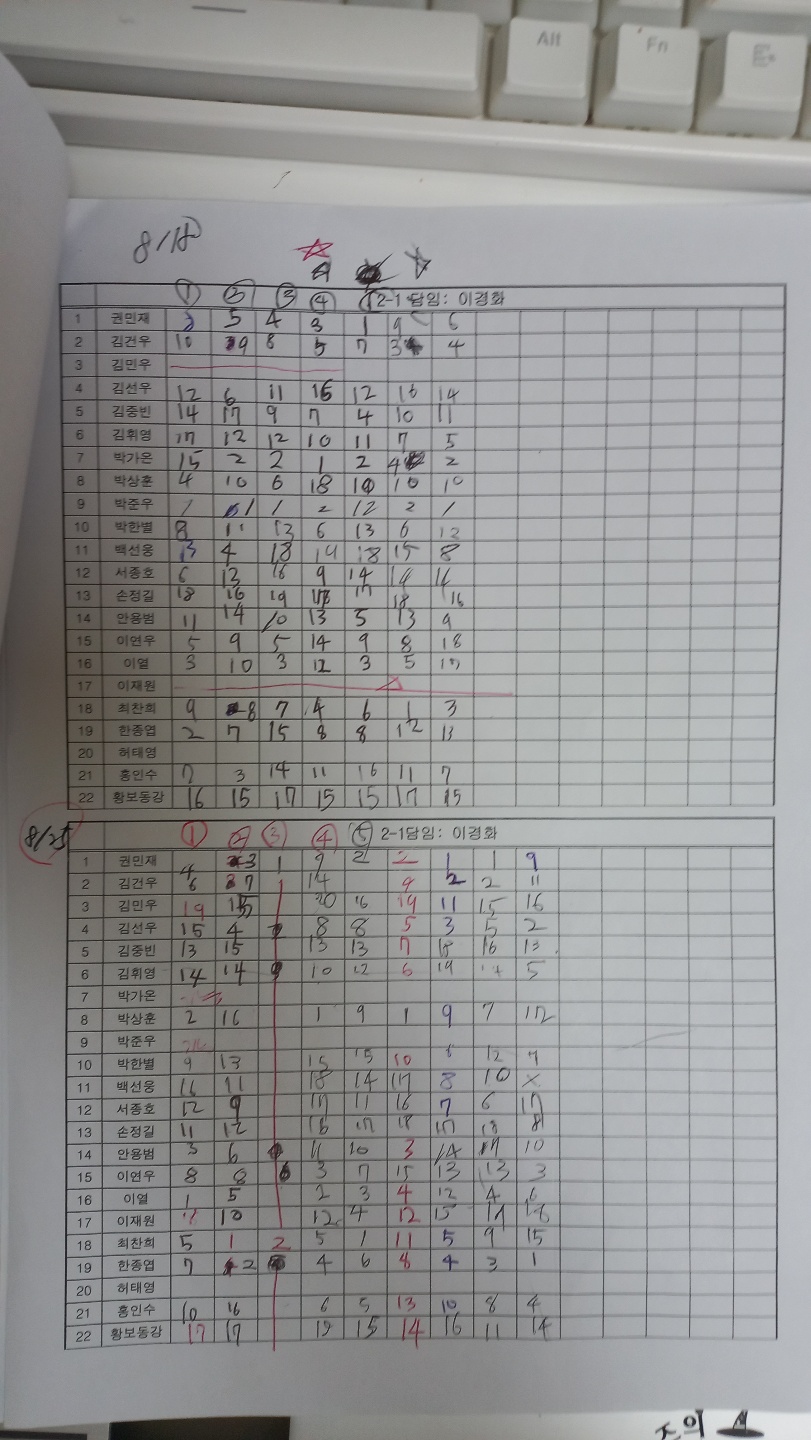 Alt Fn
8/18
① ② ③ ④ 2-1 담임: 이경화
1 권민재 5 4 3 1 9 6
2 김건우 10 9 8 5 7 3 4
3 김민우
4 김선우 12 6 11 16 12 16 14
5 김중빈 14 17 9 7 4 10 11
6 김휘영 17 12 12 10 11 7 5
7 박가온 15 2 2 1 2 4 2
8 박상훈 4 10 6 18 10 10 10
9 박준우 1 1 1 2 12 2 1
10 박한별 8 11 13 6 13 6 12
11 백선웅 13 4 18 19 18 15 8
12 서종호 6 13 16 9 14 14
13 손정길 18 16 19 17 18 16
14 안용범 11 14 10 13 5 13 9
15 이연우 5 9 5 14 9 8 18
16 이열 3 10 3 12 3 5 17
17 이재원
18 최찬희 9 8 7 4 6 1 3
19 한종엽 2 7 15 8 8 12 13
20 허태영
21 홍인수 7 3 14 11 16 11 7
22 황보동강 16 15 17 15 15 17 15
8/25
① ② ③ ④ ⑤ 2-1담임: 이경화
1 권민재 4 3 1 9 2 2 1 1 9
2 김건우 6 7 14 9 2 2 11
3 김민우 19 15 20 16 19 11 15 16
4 김선우 15 4 8 8 5 3 5 2
5 김중빈 13 15 13 13 7 18 16 13
6 김휘영 14 14 10 12 6 19 14 5
7 박가온
8 박상훈 2 16 1 9 1 9 7 12
9 박준우
10 박한별 9 13 15 15 10 6 12 7
11 백선웅 16 11 18 14 17 8 10 x
12 서종호 12 9 17 11 16 7 6 17
13 손정길 11 12 16 17 18 17 18 8
14 안용범 3 6 11 10 3 14 17 10
15 이연우 8 8 6 3 7 15 13 13 3
16 이열 1 5 2 3 4 12 4 6
17 이재원 10 12 4 12 15 14 18
18 최찬희 5 1 2 5 1 11 5 9 15
19 한종엽 7 2 4 6 8 4 3 1
20 허태영
21 홍인수 10 16 6 5 13 10 8 4
22 황보동강 17 17 19 15 14 16 11 14